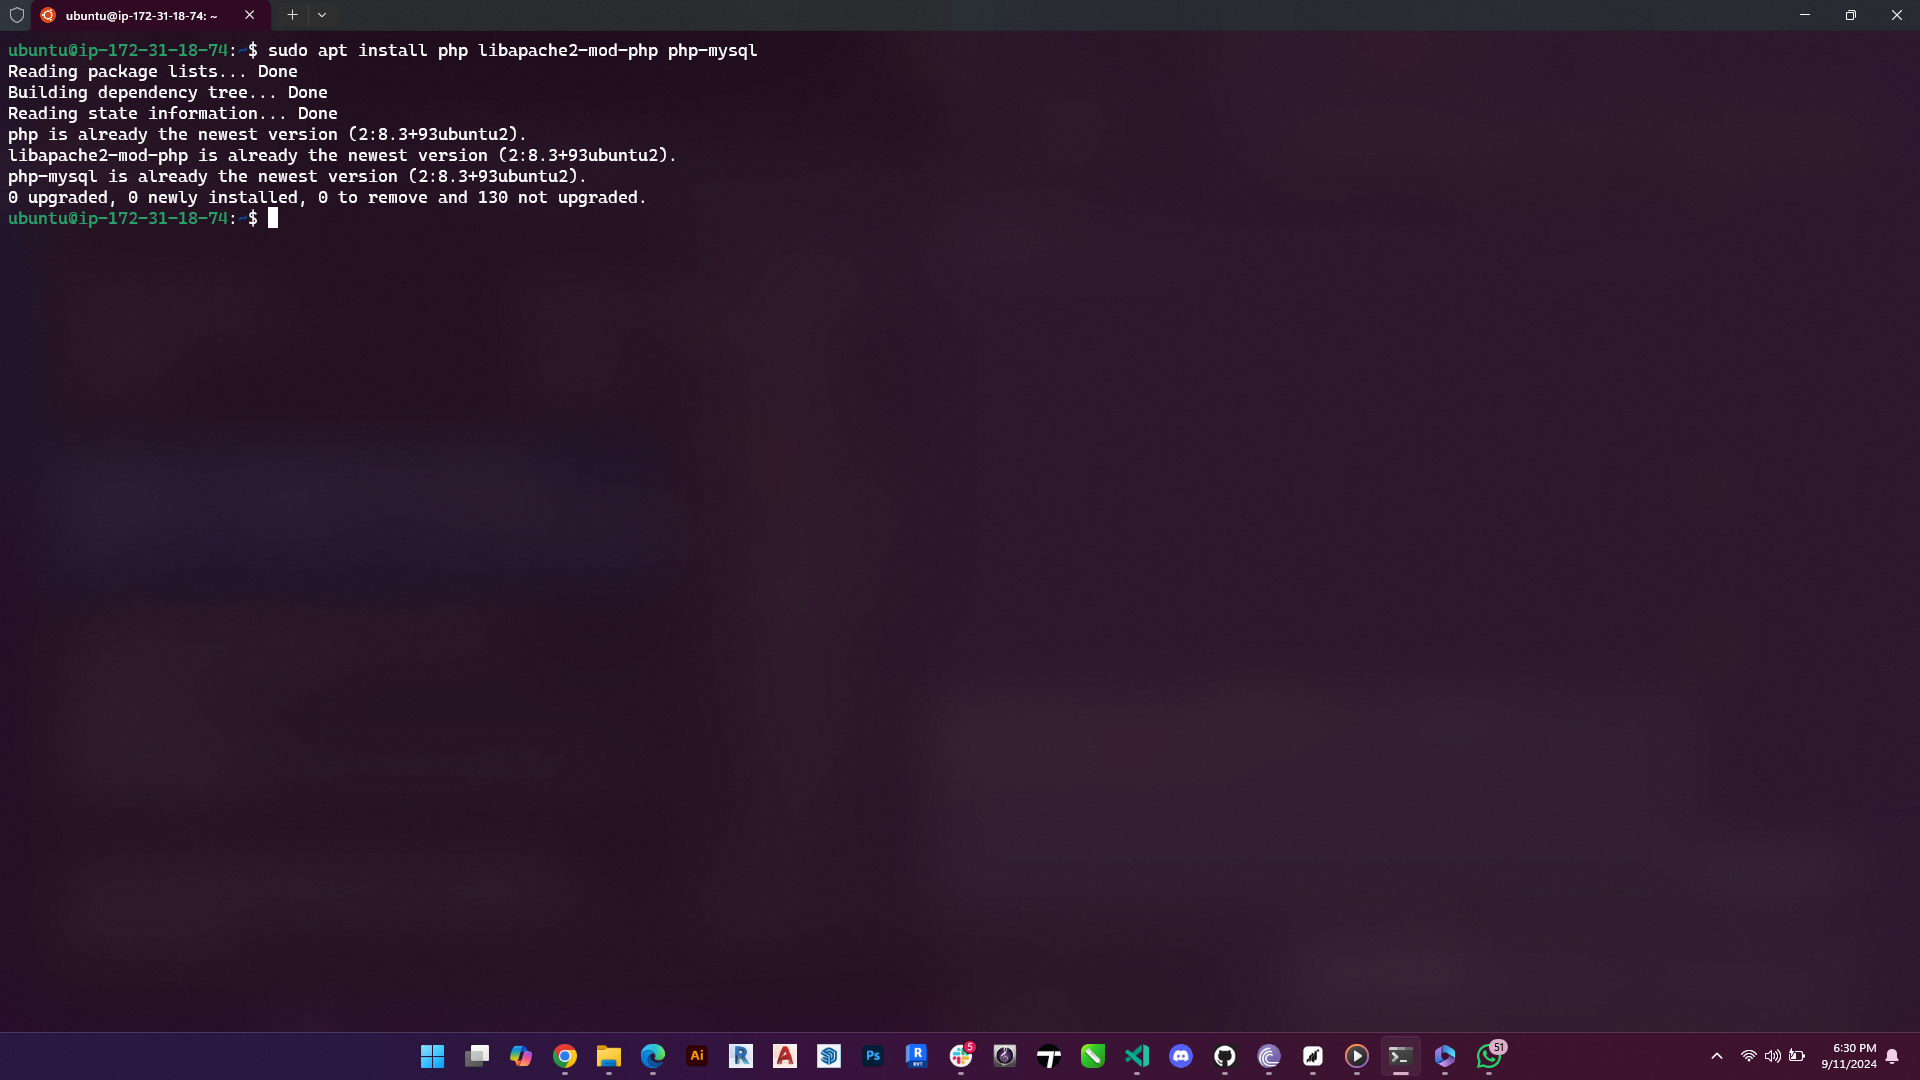 ubuntu@ip-172-31-18-74: ~
ubuntu@ip-172-31-18-74:~$ sudo apt install php libapache2-mod-php php-mysql
Reading package lists... Done
Building dependency tree... Done
Reading state information... Done
php is already the newest version (2:8.3+93ubuntu2).
libapache2-mod-php is already the newest version (2:8.3+93ubuntu2).
php-mysql is already the newest version (2:8.3+93ubuntu2).
0 upgraded, 0 newly installed, 0 to remove and 130 not upgraded.
ubuntu@ip-172-31-18-74:~$
Ai
R
A
Ps
R
RVT
5
51
6:30 PM
9/11/2024